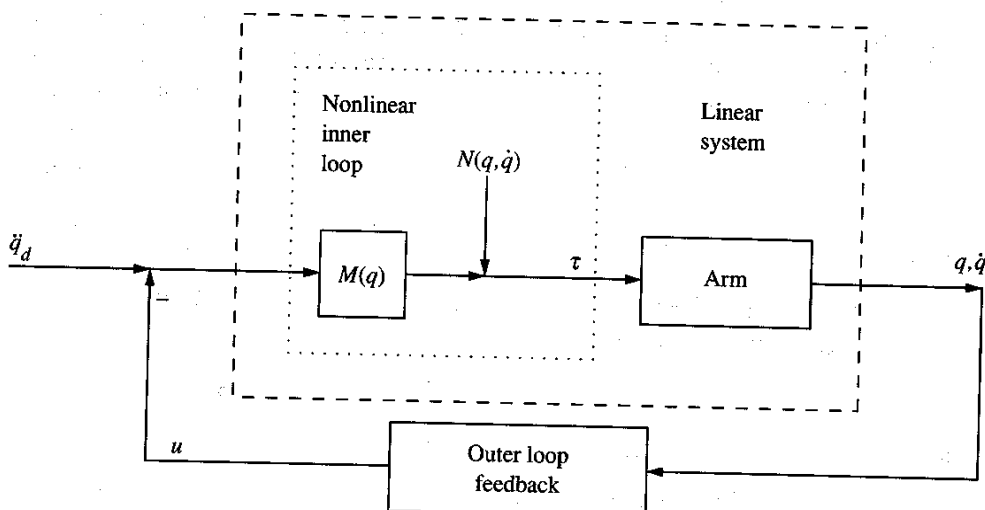 Nonlinear
inner
loop
Linear
system
N(q, q̇)
q̈_d
M(q)
τ
Arm
q, q̇
−
u
Outer loop
feedback